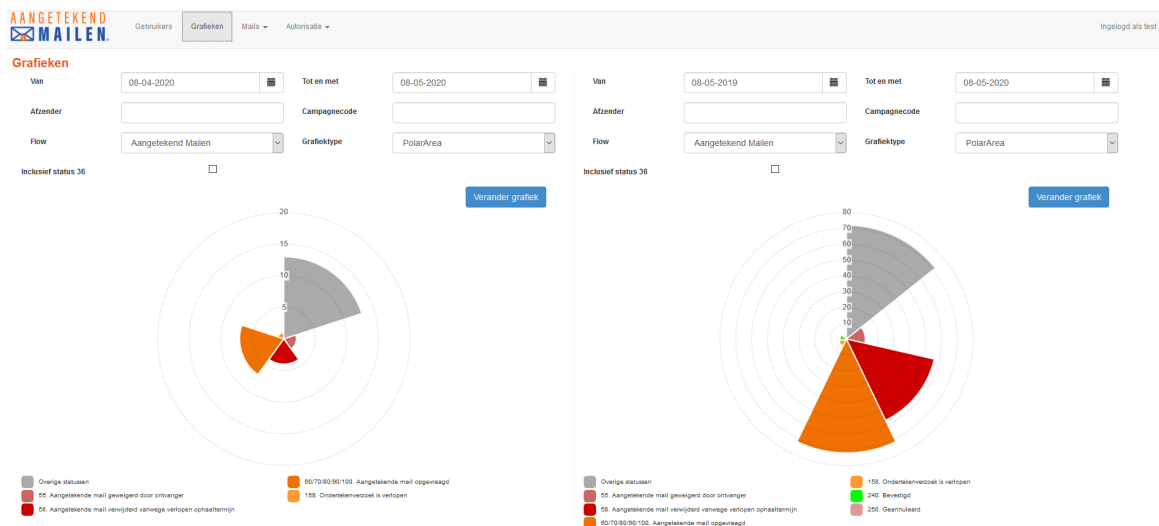 AANGETEKEND
MAILEN.
Gebruikers Grafieken Mails Autorisatie Ingelogd als test
Grafieken
Van 08-04-2020 Tot en met 08-05-2020
Afzender Campagnecode
Flow Aangetekend Mailen Grafiektype PolarArea
Inclusief status 36
Verander grafiek
20
15
10
5
Overige statussen
55. Aangetekende mail geweigerd door ontvanger
58. Aangetekende mail verwijderd vanwege verlopen ophaaltermijn
60/70/80/90/100. Aangetekende mail opgevraagd
158. Ondertekenverzoek is verlopen
Van 08-05-2019 Tot en met 08-05-2020
Afzender Campagnecode
Flow Aangetekend Mailen Grafiektype PolarArea
Inclusief status 36
Verander grafiek
80
70
60
50
40
30
20
10
Overige statussen
55. Aangetekende mail geweigerd door ontvanger
58. Aangetekende mail verwijderd vanwege verlopen ophaaltermijn
60/70/80/90/100. Aangetekende mail opgevraagd
158. Ondertekenverzoek is verlopen
240. Bevestigd
250. Geannuleerd